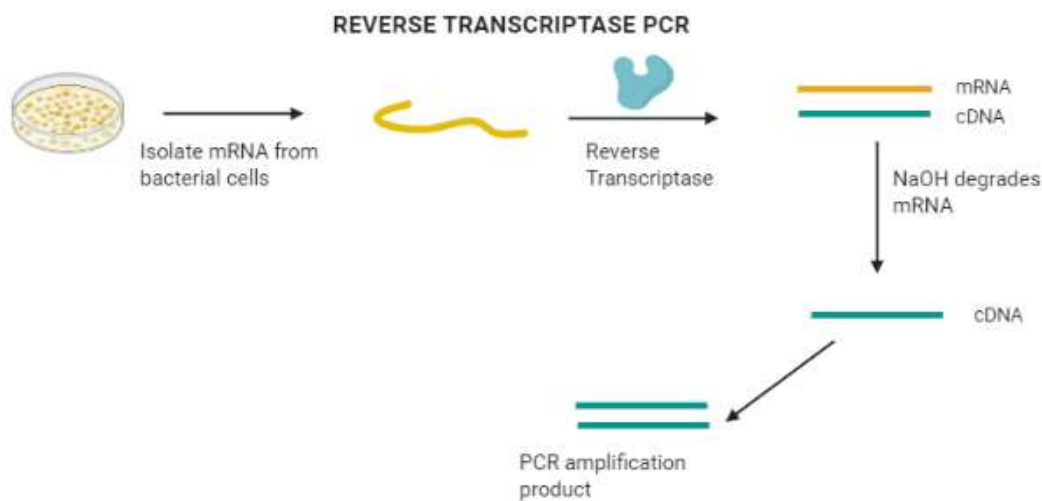 REVERSE TRANSCRIPTASE PCR
Isolate mRNA from
bacterial cells
Reverse
Transcriptase
mRNA
cDNA
NaOH degrades
mRNA
cDNA
PCR amplification
product